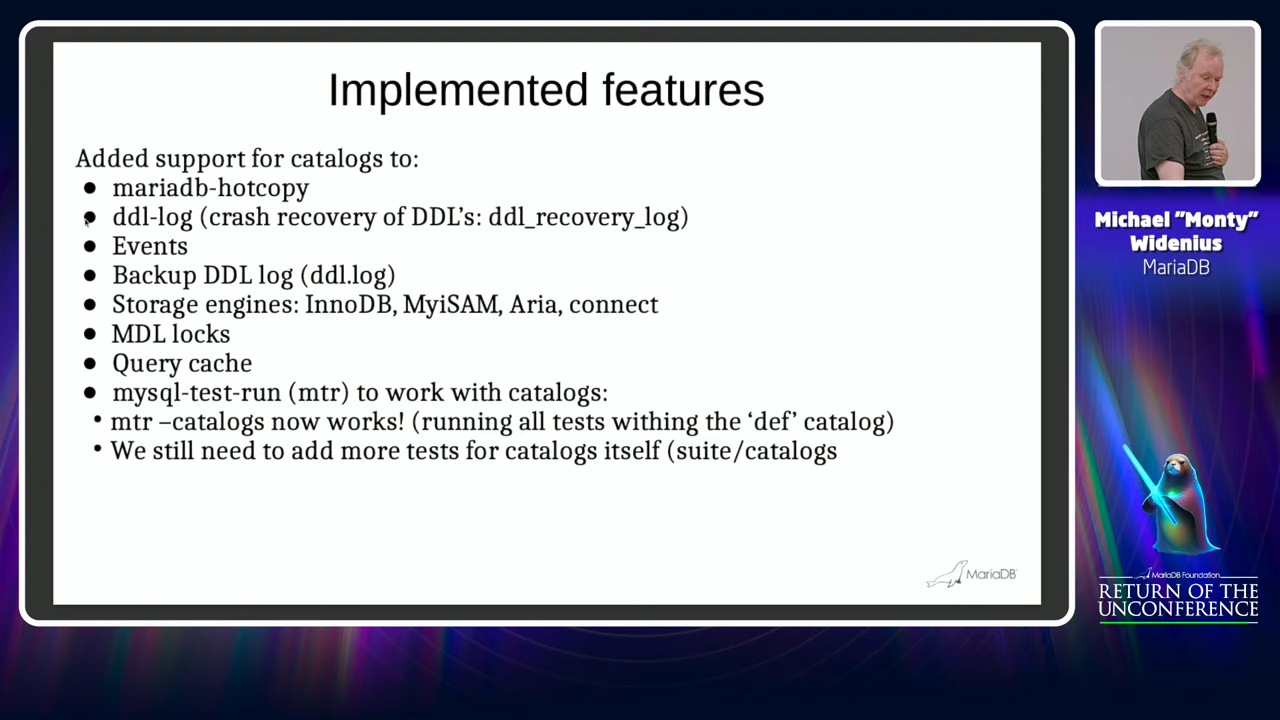 Implemented features
Added support for catalogs to:
● mariadb-hotcopy
● ddl-log (crash recovery of DDL’s: ddl_recovery_log)
● Events
● Backup DDL log (ddl.log)
● Storage engines: InnoDB, MyiSAM, Aria, connect
● MDL locks
● Query cache
● mysql-test-run (mtr) to work with catalogs:
• mtr –catalogs now works! (running all tests withing the ‘def’ catalog)
• We still need to add more tests for catalogs itself (suite/catalogs
MariaDB
Michael “Monty”
Widenius
MariaDB
MariaDB Foundation
RETURN OF THE
UNCONFERENCE